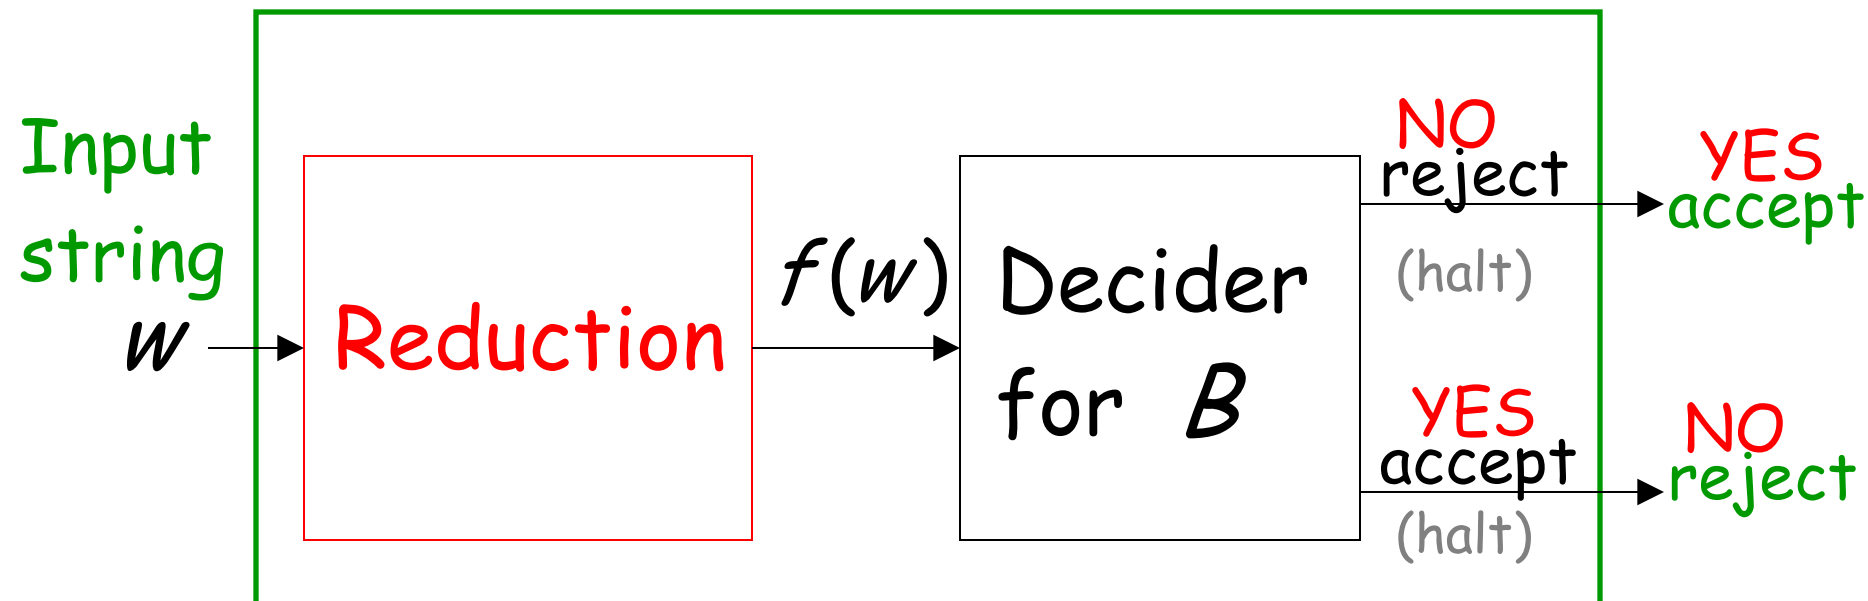 Input
string
w
Reduction
f(w)
Decider
for B
NO
reject
(halt)
YES
accept
(halt)
YES
accept
NO
reject